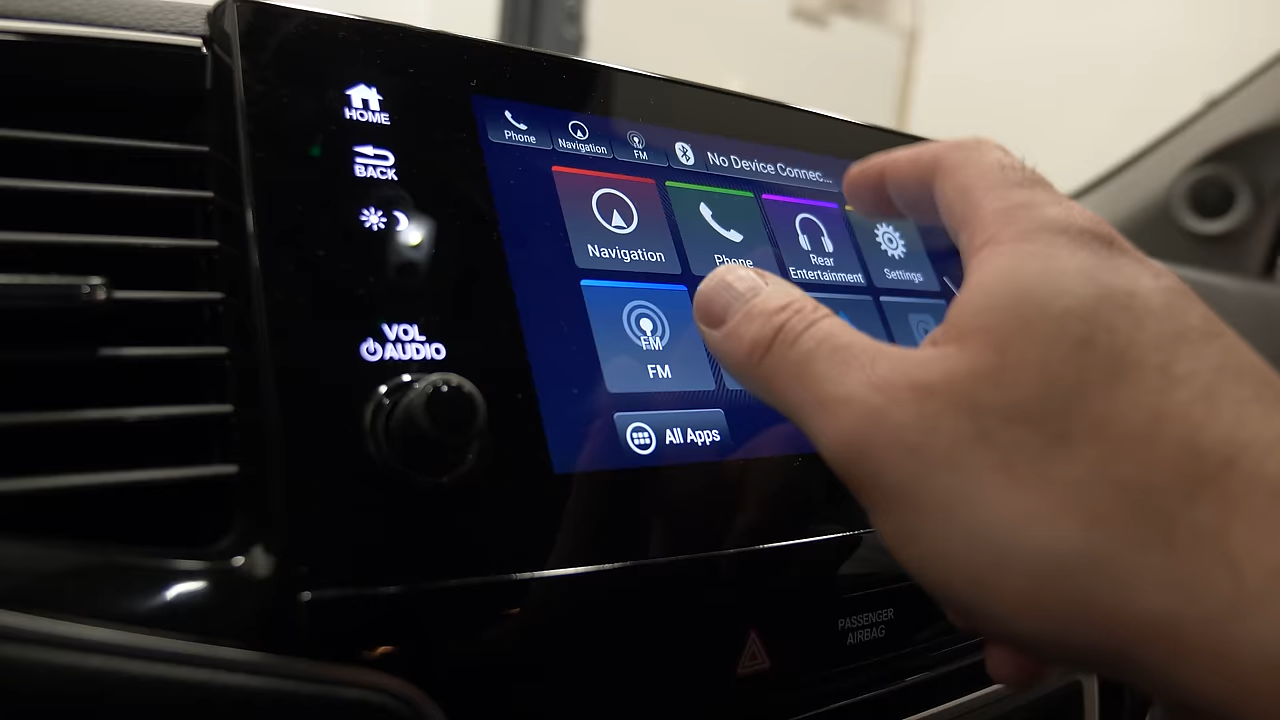 HOME
BACK
VOL
AUDIO
Phone
Navigation
FM
No Device Connec...
Navigation
Phone
Rear
Entertainment
Settings
FM
FM
All Apps
PASSENGER
AIRBAG